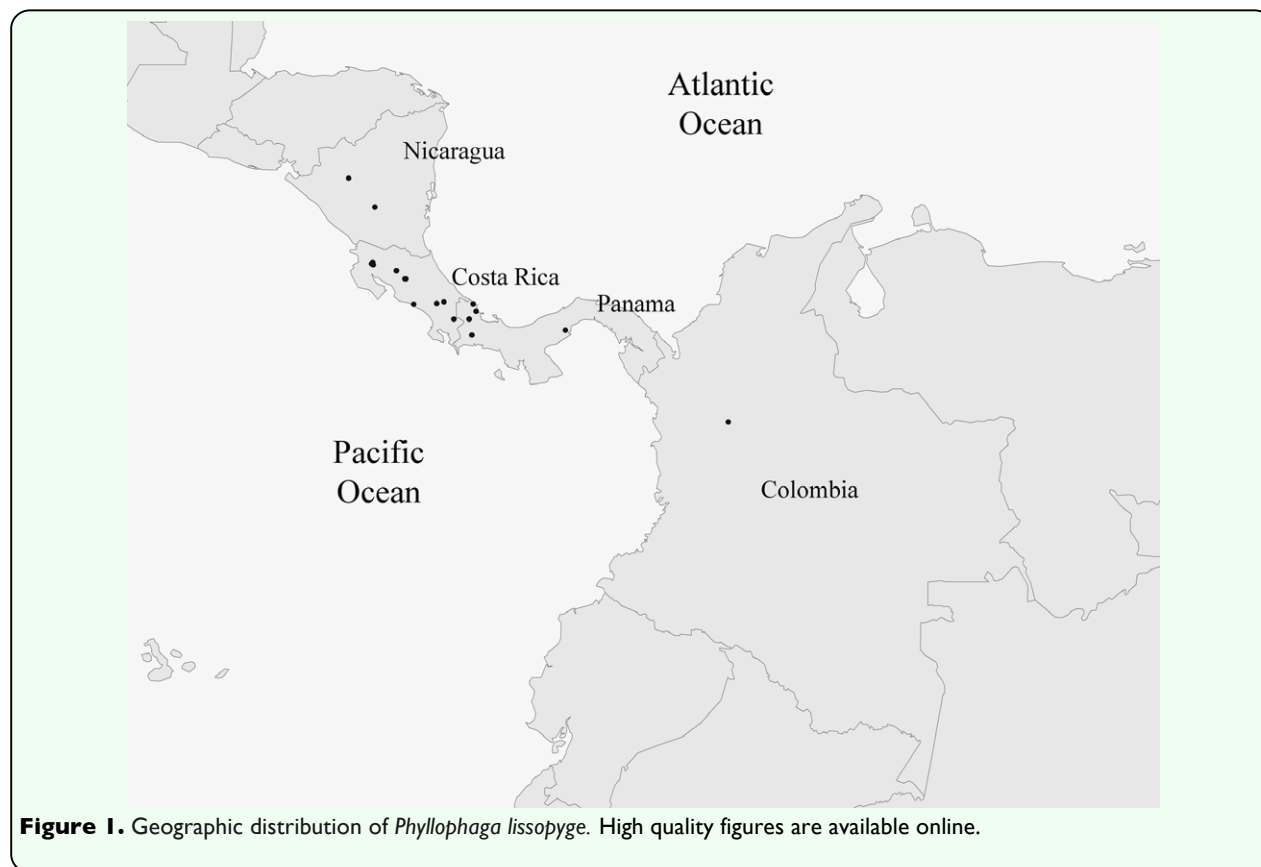 Atlantic
Ocean
Nicaragua
Costa Rica
Panama
Pacific
Ocean
Colombia
Figure 1. Geographic distribution of Phyllophaga lissopyge. High quality figures are available online.